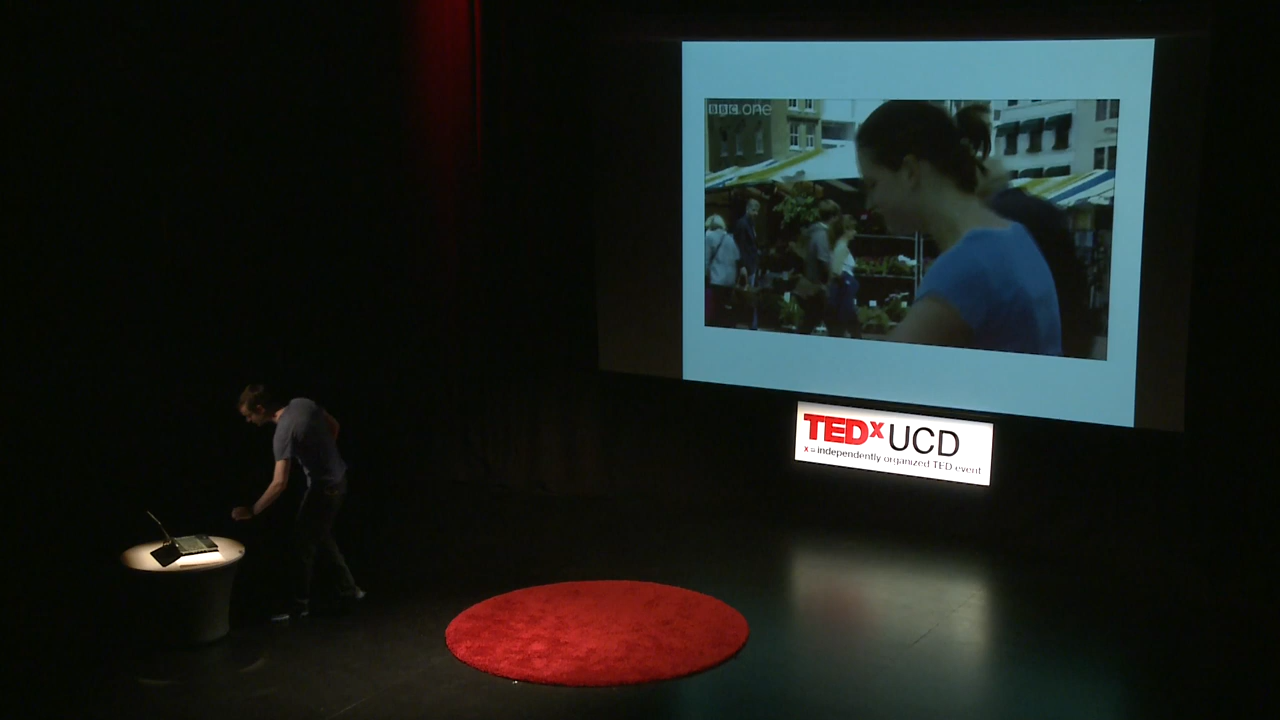 BBC one
TEDx UCD
x = independently organized TED event